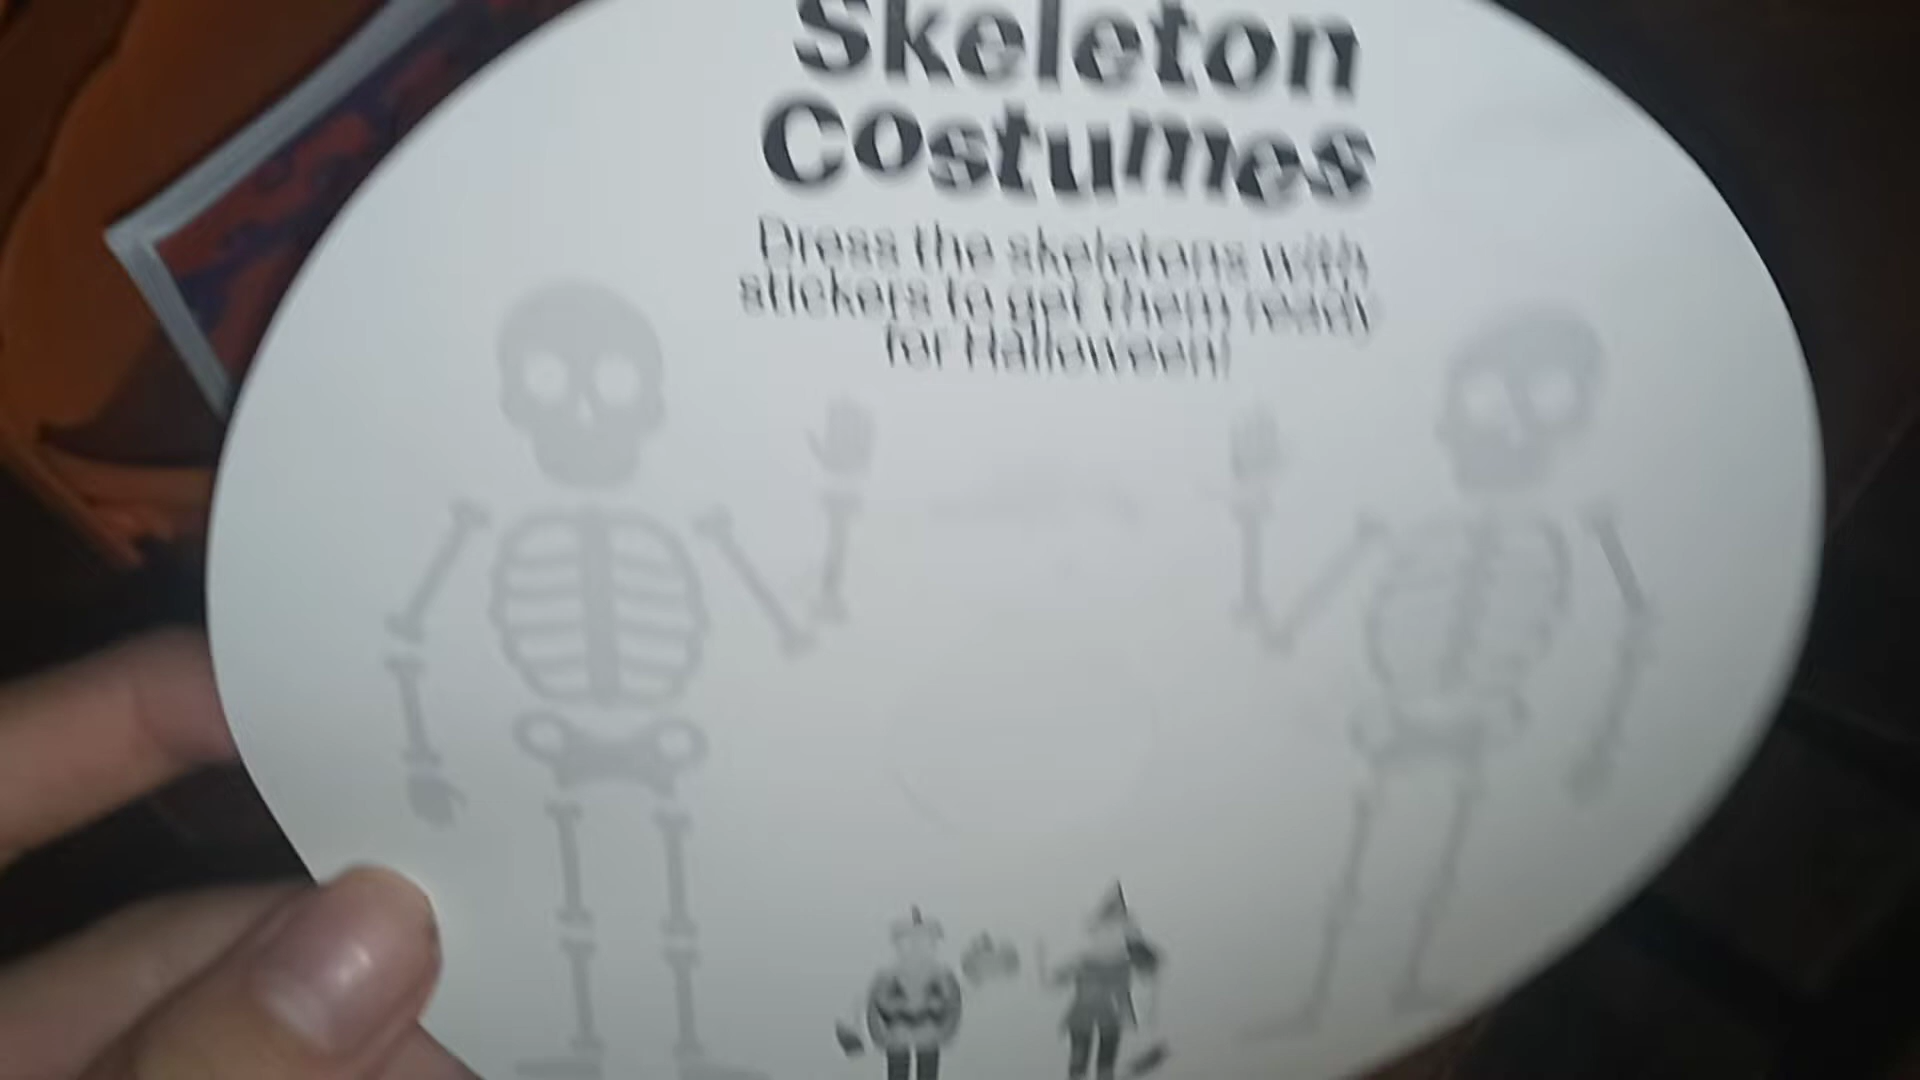 Skeleton
Costumes
Dress the skeletons with
stickers to get them ready
for Halloween!